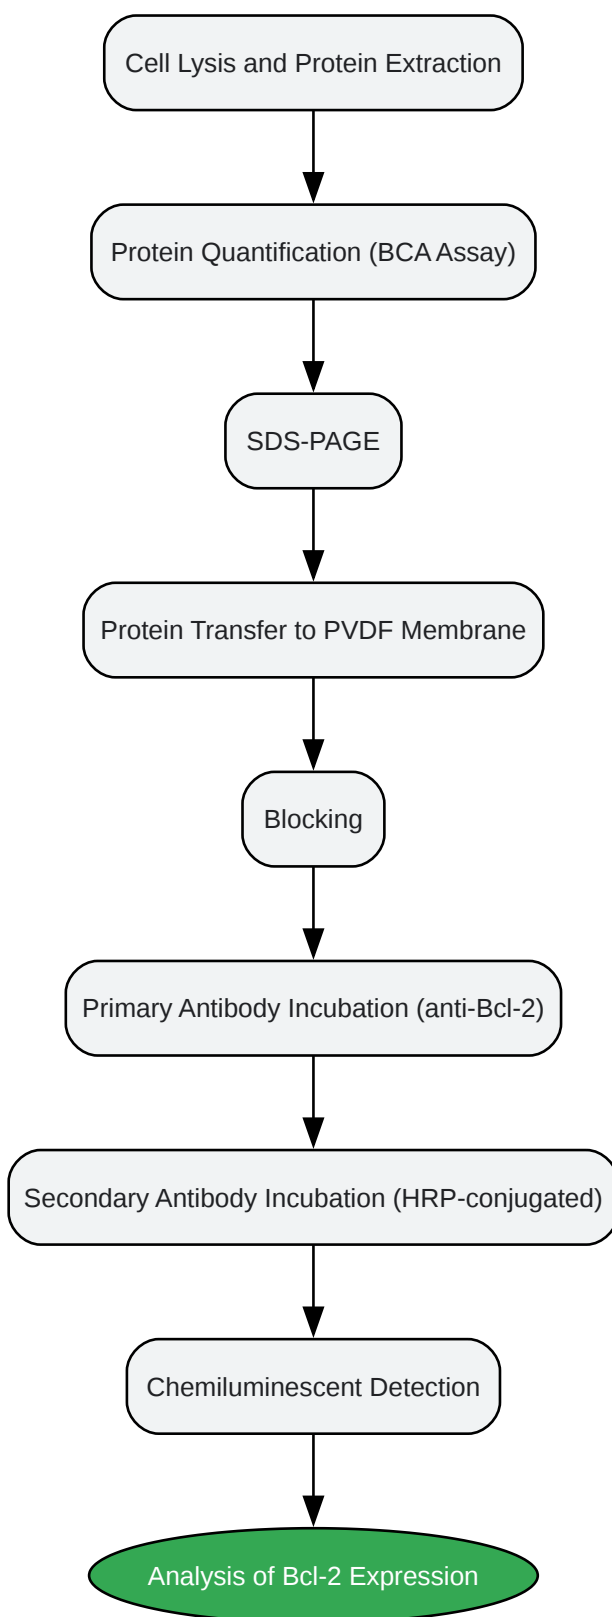 Cell Lysis and Protein Extraction
Protein Quantification (BCA Assay)
SDS-PAGE
Protein Transfer to PVDF Membrane
Blocking
Primary Antibody Incubation (anti-Bcl-2)
Secondary Antibody Incubation (HRP-conjugated)
Chemiluminescent Detection
Analysis of Bcl-2 Expression